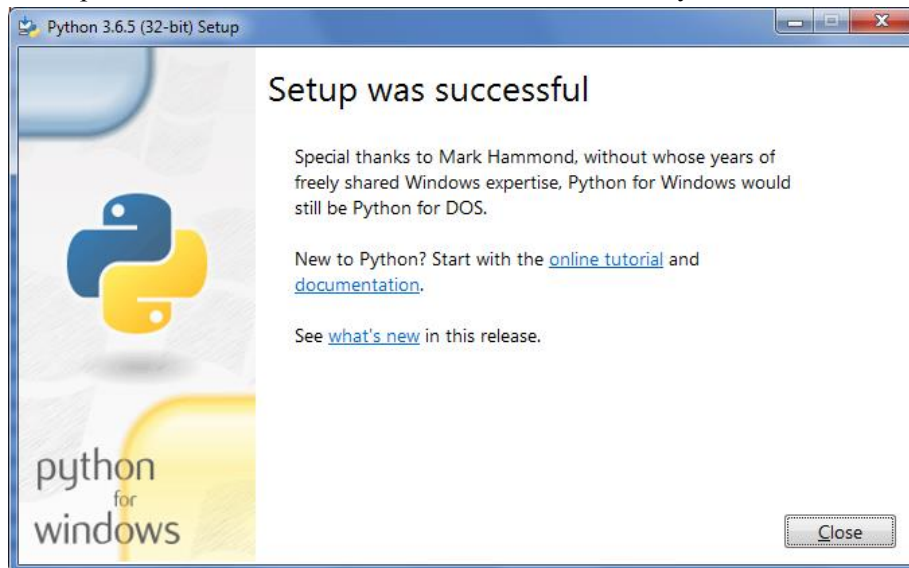 Python 3.6.5 (32-bit) Setup
Setup was successful
Special thanks to Mark Hammond, without whose years of
freely shared Windows expertise, Python for Windows would
still be Python for DOS.
New to Python? Start with the online tutorial and
documentation.
See what's new in this release.
python
for
windows
Close